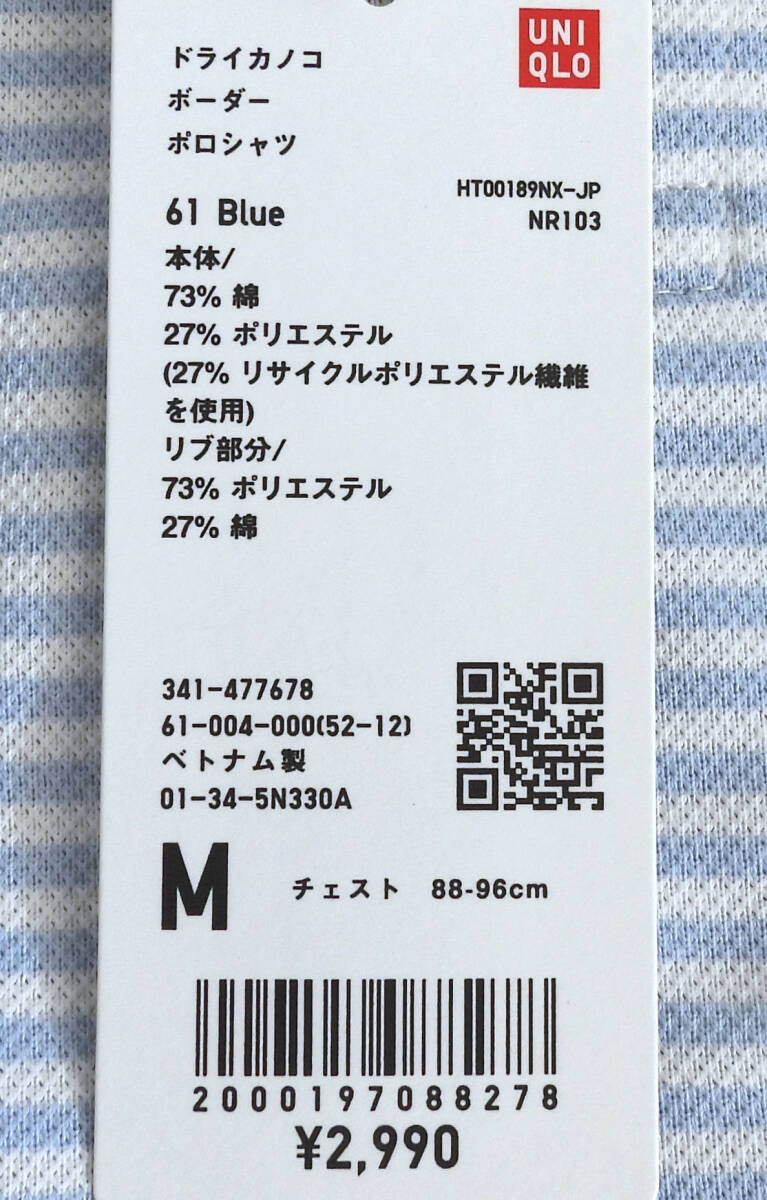 UNI
QLO
ドライカノコ
ボーダー
ポロシャツ
HT00189NX-JP
61 Blue
NR103
本体/
73% 綿
27% ポリエステル
(27% リサイクルポリエステル繊維
を使用)
リブ部分/
73% ポリエステル
27% 綿
341-477678
61-004-000(52-12)
ベトナム製
01-34-5N330A
M チェスト 88-96cm
2000197088278
¥2,990